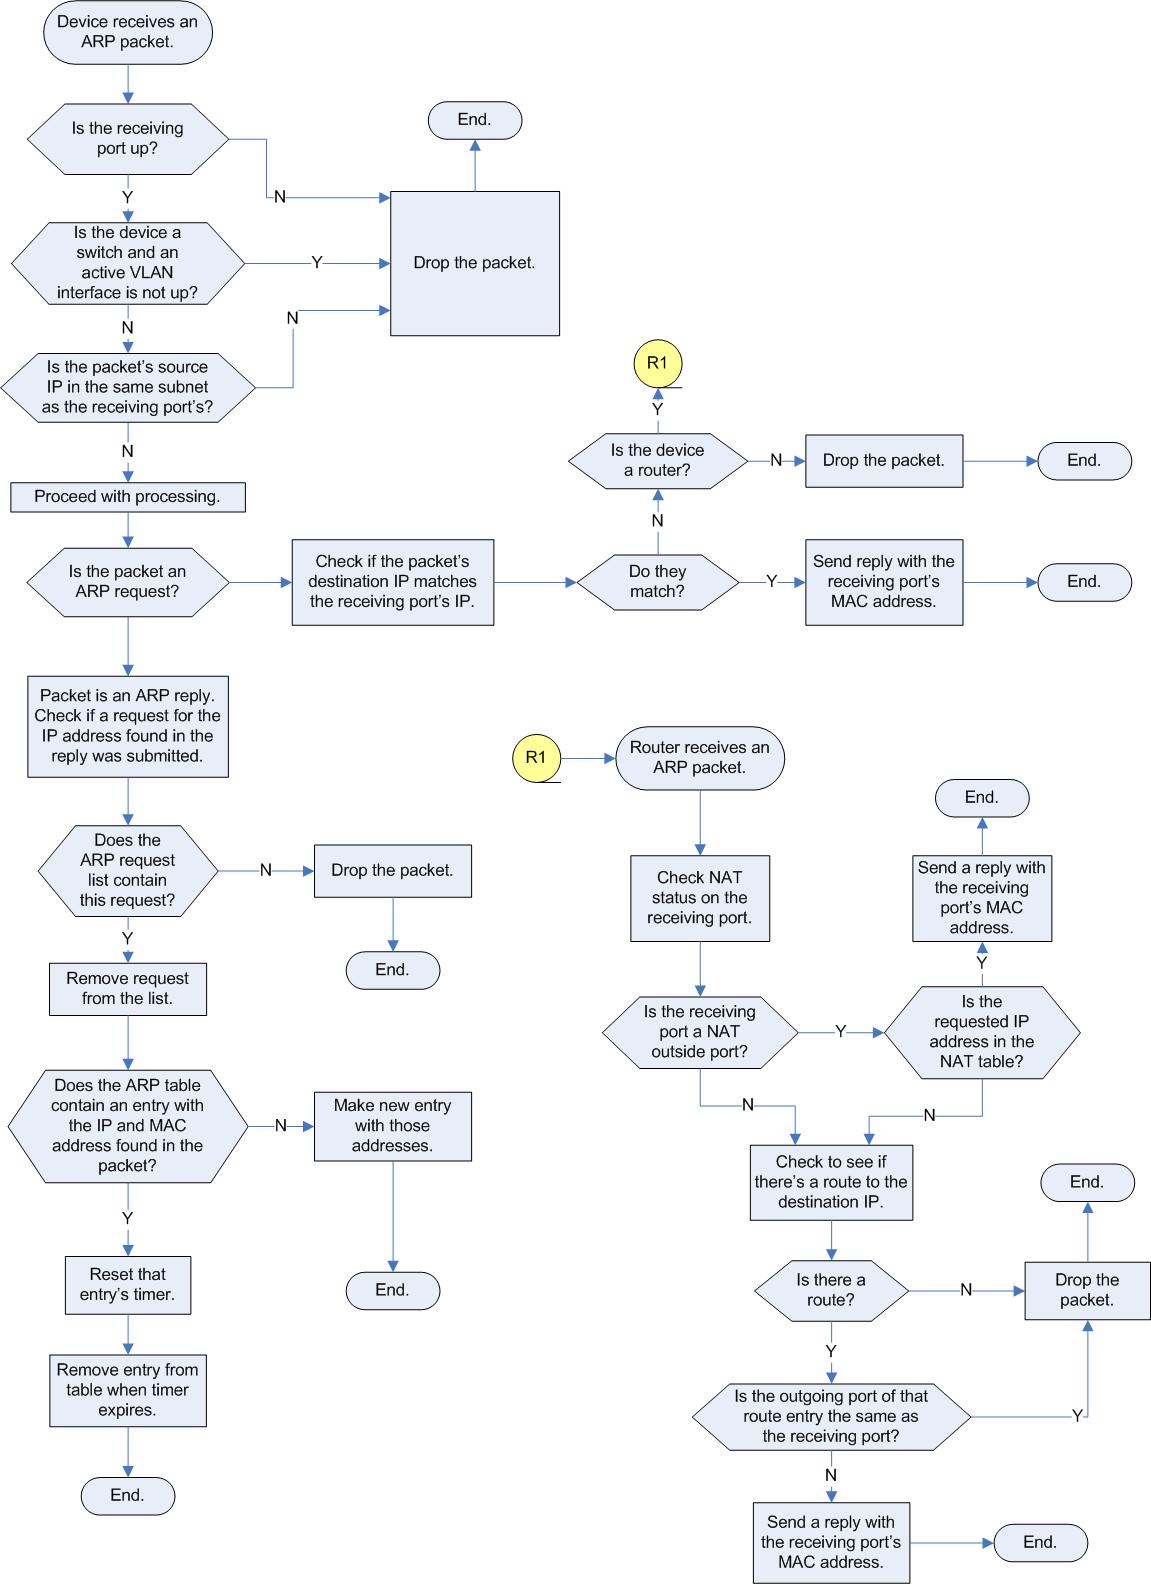 Device receives an
ARP packet.
Is the receiving
port up?
End.
N
Y
Is the device a
switch and an
active VLAN
interface is not up?
Y
Drop the packet.
N
N
Is the packet's source
IP in the same subnet
as the receiving port's?
R1
Y
N
Is the device
a router?
N
Drop the packet.
End.
Proceed with processing.
N
Is the packet an
ARP request?
Check if the packet's
destination IP matches
the receiving port's IP.
Do they
match?
Y
Send reply with the
receiving port's
MAC address.
End.
Packet is an ARP reply.
Check if a request for the
IP address found in the
reply was submitted.
Does the
ARP request
list contain
this request?
N
Drop the packet.
End.
Y
Remove request
from the list.
Does the ARP table
contain an entry with
the IP and MAC
address found in the
packet?
N
Make new entry
with those
addresses.
End.
Y
Reset that
entry's timer.
Remove entry from
table when timer
expires.
End.
R1
Router receives an
ARP packet.
Check NAT
status on the
receiving port.
Is the receiving
port a NAT
outside port?
Y
Is the
requested IP
address in the
NAT table?
Y
Send a reply with
the receiving
port's MAC
address.
End.
N
N
Check to see if
there's a route to the
destination IP.
Is there a
route?
N
Drop the
packet.
End.
Y
Is the outgoing port of that
route entry the same as
the receiving port?
Y
N
Send a reply with
the receiving port's
MAC address.
End.